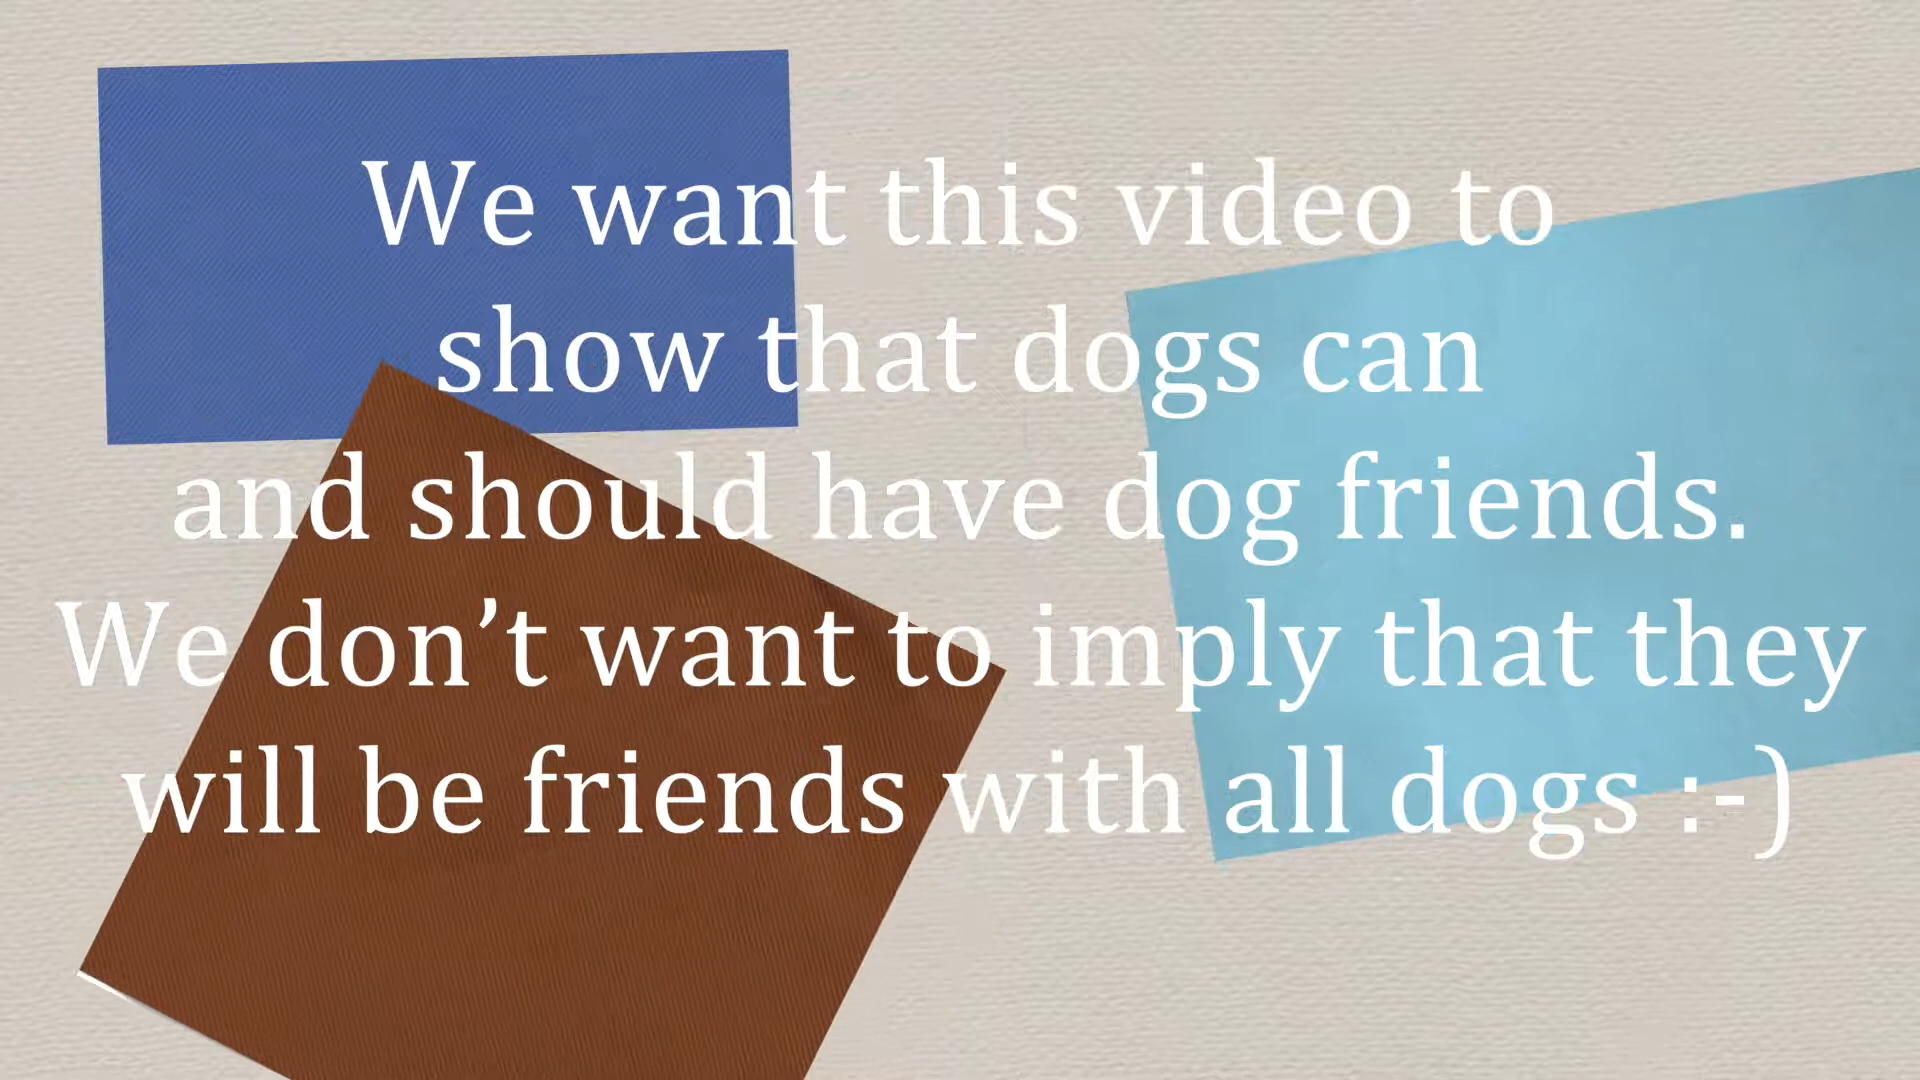 We want this video to
show that dogs can
and should have dog friends.
We don’t want to imply that they
will be friends with all dogs :-)